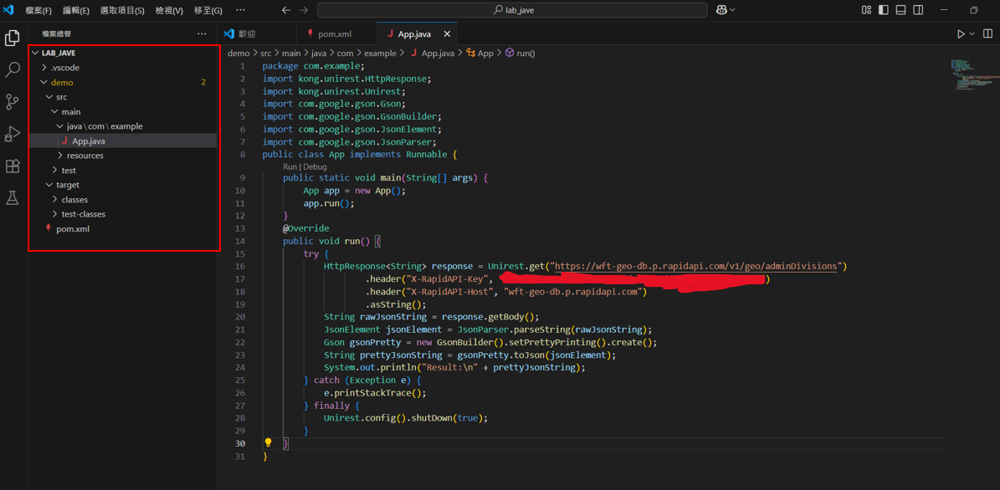 檔案(F) 編輯(E) 選取項目(S) 檢視(V) 移至(G) ··· lab_jave
檔案總管 ···
LAB_JAVE
.vscode
demo 2
src
main
java\com\example
J App.java
resources
test
target
classes
test-classes
pom.xml
歡迎 pom.xml J App.java
demo > src > main > java > com > example > J App.java > App > run()
1 package com.example;
2 import kong.unirest.HttpResponse;
3 import kong.unirest.Unirest;
4 import com.google.gson.Gson;
5 import com.google.gson.GsonBuilder;
6 import com.google.gson.JsonElement;
7 import com.google.gson.JsonParser;
8 public class App implements Runnable {
Run | Debug
9 public static void main(String[] args) {
10 App app = new App();
11 app.run();
12 }
13 @Override
14 public void run() {
15 try {
16 HttpResponse<String> response = Unirest.get("https://wft-geo-db.p.rapidapi.com/v1/geo/adminDivisions")
17 .header("X-RapidAPI-Key", )
18 .header("X-RapidAPI-Host", "wft-geo-db.p.rapidapi.com")
19 .asString();
20 String rawJsonString = response.getBody();
21 JsonElement jsonElement = JsonParser.parseString(rawJsonString);
22 Gson gsonPretty = new GsonBuilder().setPrettyPrinting().create();
23 String prettyJsonString = gsonPretty.toJson(jsonElement);
24 System.out.println("Result:\n" + prettyJsonString);
25 } catch (Exception e) {
26 e.printStackTrace();
27 } finally {
28 Unirest.config().shutDown(true);
29 }
30 }
31 }